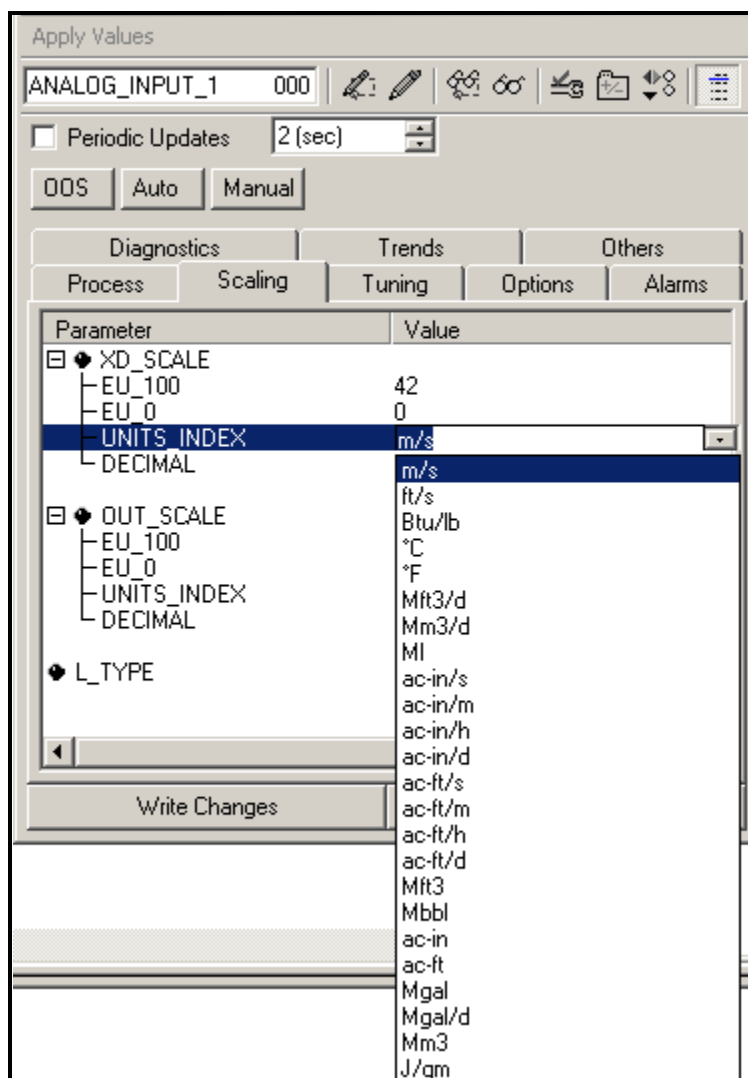 Apply Values
ANALOG_INPUT_1 000
Periodic Updates 2 (sec)
OOS Auto Manual
Diagnostics Trends Others
Process Scaling Tuning Options Alarms
Parameter Value
XD_SCALE
EU_100 42
EU_0 0
UNITS_INDEX m/s
DECIMAL m/s
ft/s
OUT_SCALE Btu/lb
EU_100 °C
EU_0 °F
UNITS_INDEX Mft3/d
DECIMAL Mm3/d
Ml
L_TYPE ac-in/s
ac-in/m
ac-in/h
ac-in/d
ac-ft/s
Write Changes ac-ft/m
ac-ft/h
ac-ft/d
Mft3
Mbbl
ac-in
ac-ft
Mgal
Mgal/d
Mm3
J/gm